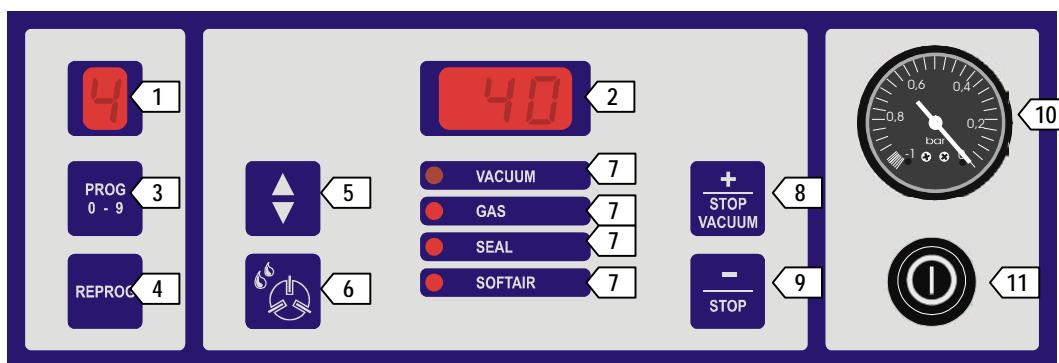 4
1
PROG
0 - 9
3
REPROG
4
40
2
5
6
VACUUM
7
GAS
7
SEAL
7
SOFTAIR
7
+
STOP
VACUUM
8
-
STOP
9
0,6
0,4
0,8
0,2
bar
-1
0
10
11